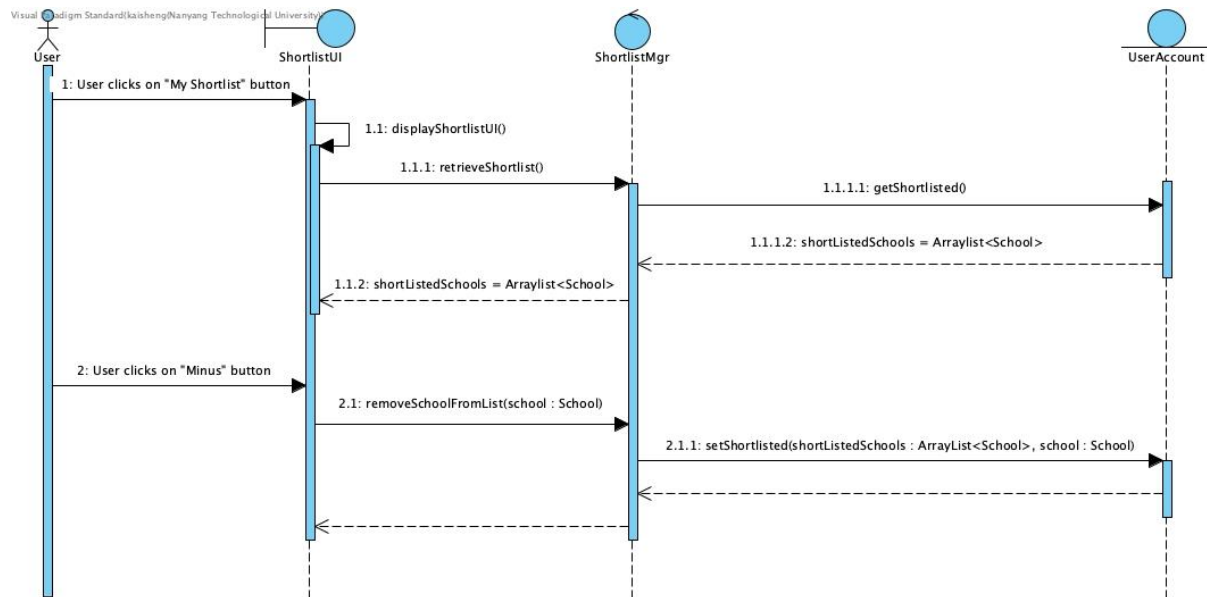 Visual Paradigm Standard(kaisheng(Nanyang Technological University))
User
ShortlistUI
ShortlistMgr
UserAccount
1: User clicks on "My Shortlist" button
1.1: displayShortlistUI()
1.1.1: retrieveShortlist()
1.1.1.1: getShortlisted()
1.1.1.2: shortListedSchools = Arraylist<School>
1.1.2: shortListedSchools = Arraylist<School>
2: User clicks on "Minus" button
2.1: removeSchoolFromList(school : School)
2.1.1: setShortlisted(shortListedSchools : ArrayList<School>, school : School)